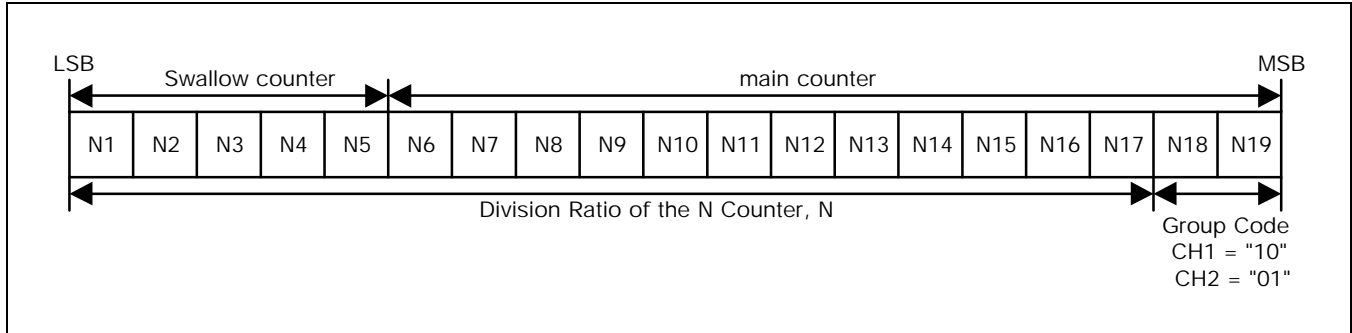 LSB MSB
Swallow counter main counter
N1 N2 N3 N4 N5 N6 N7 N8 N9 N10 N11 N12 N13 N14 N15 N16 N17 N18 N19
Division Ratio of the N Counter, N
Group Code
CH1 = "10"
CH2 = "01"